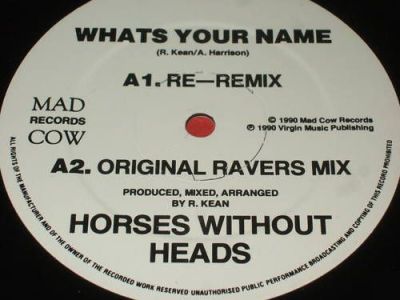 WHATS YOUR NAME
(R. Kean/A. Harrison)
A1. RE—REMIX
MAD
RECORDS
COW
© 1990 Mad Cow Records
℗ 1990 Virgin Music Publishing
A2. ORIGINAL RAVERS MIX
PRODUCED, MIXED, ARRANGED
BY R. KEAN
HORSES WITHOUT
HEADS
ALL RIGHTS OF THE MANUFACTURER AND OF THE OWNER OF THE RECORDED WORK RESERVED UNAUTHORISED PUBLIC PERFORMANCE BROADCASTING AND COPYING OF THIS RECORD PROHIBITED